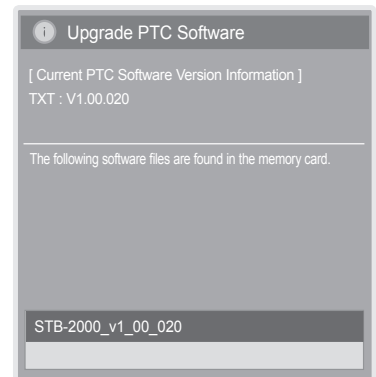 Upgrade PTC Software
[ Current PTC Software Version Information ]
TXT : V1.00.020
The following software files are found in the memory card.
STB-2000_v1_00_020